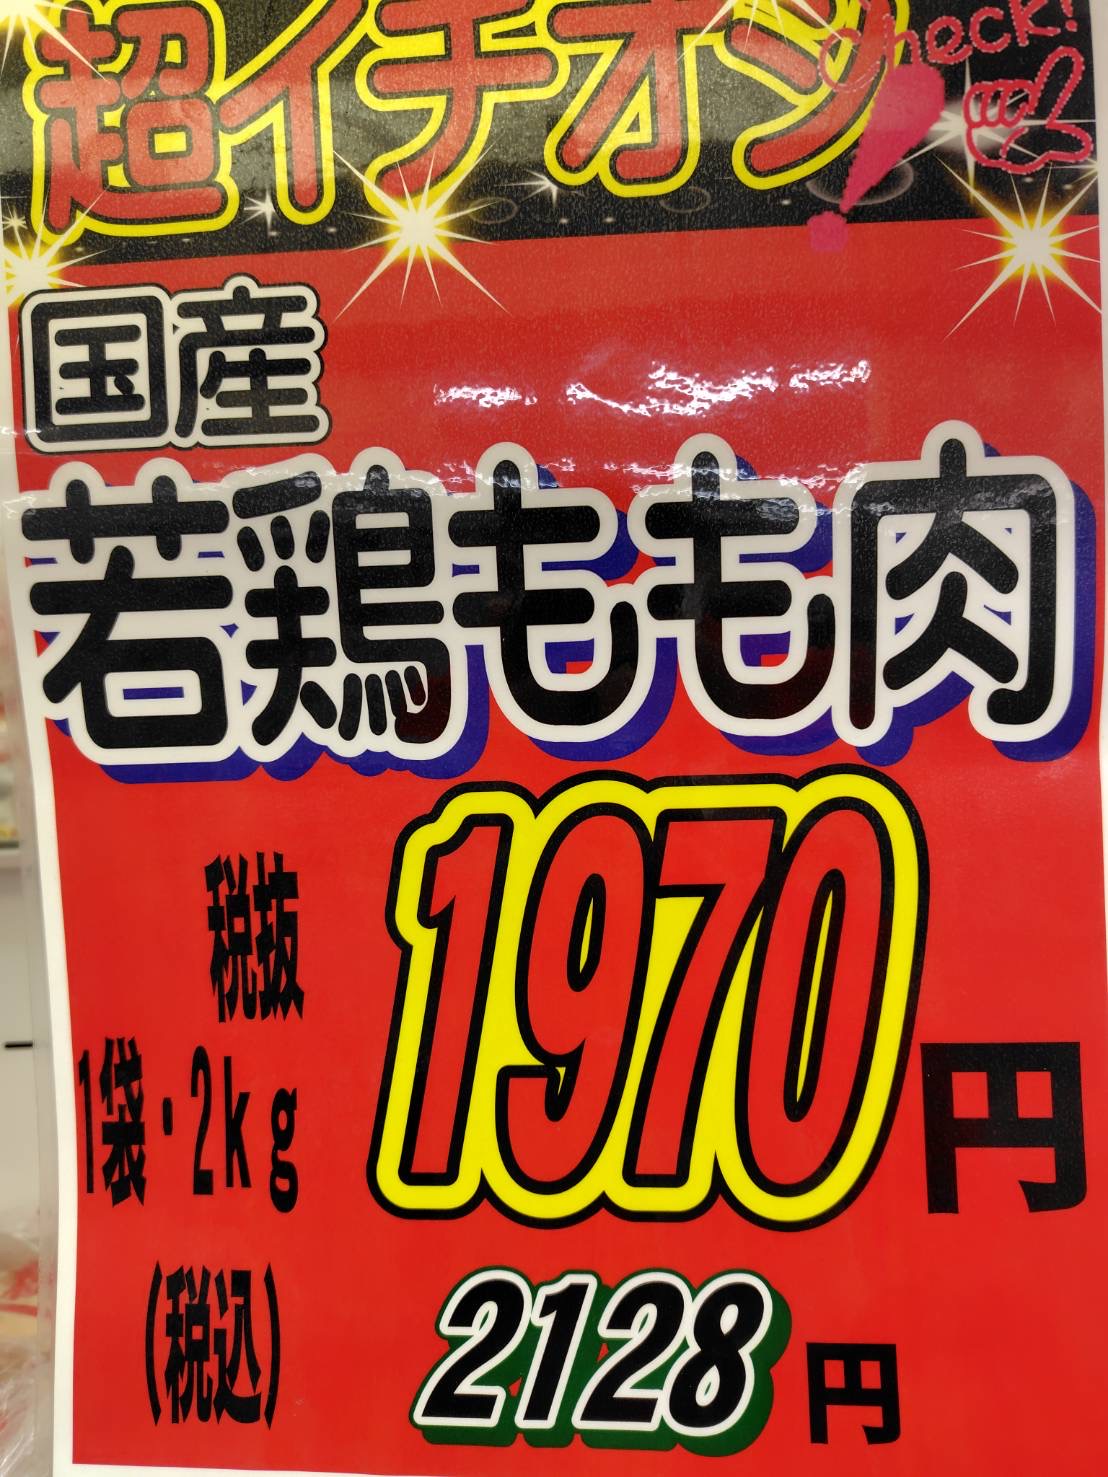 超イチオシ
Check!
国産
若鶏もも肉
税抜
1袋・2kg
1970円
(税込)
2128円